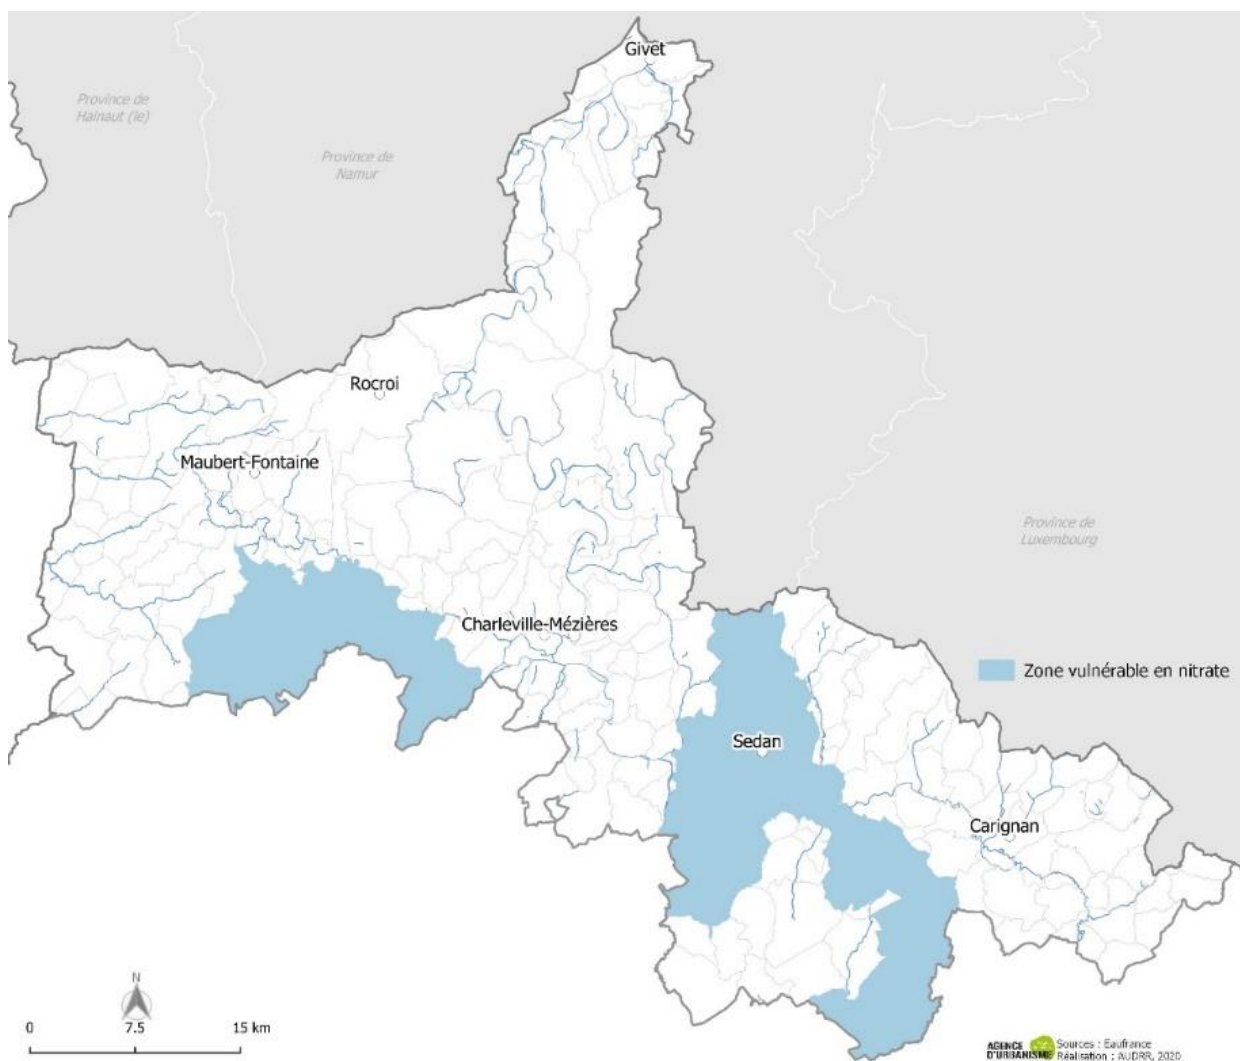 Givet
Province de
Hainaut (le)
Province de
Namur
Rocroi
Maubert-Fontaine
Province de
Luxembourg
Charleville-Mézières
Zone vulnérable en nitrate
Sedan
Carignan
N
0 7.5 15 km
AGENCE
D'URBANISME
Sources : Eaufrance
Réalisation : AUDRR, 2020